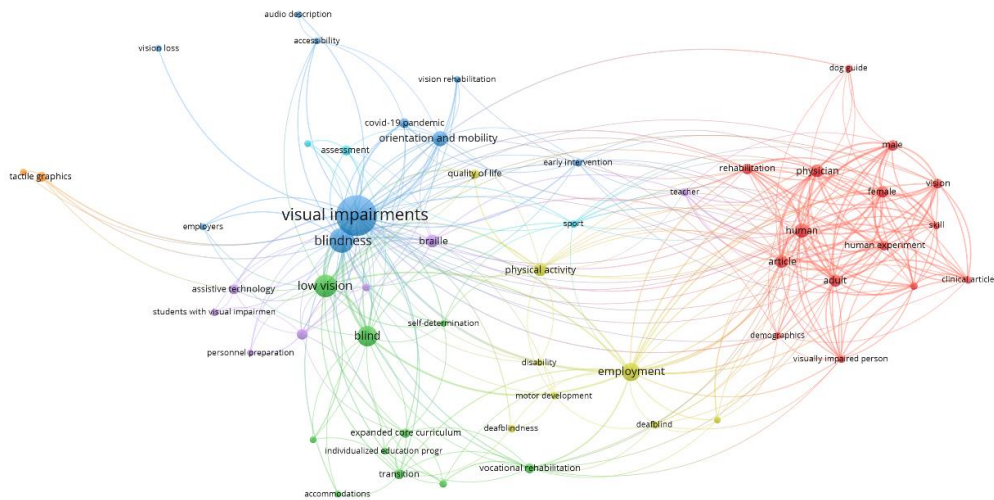 audio description
accessibility
vision loss
dog guide
vision rehabilitation
covid-19 pandemic
orientation and mobility
male
assessment
early intervention
rehabilitation
physician
quality of life
tactile graphics
vision
teacher
female
visual impairments
skill
sport
employers
human
blindness
braille
human experiment
article
physical activity
adult
clinical article
low vision
assistive technology
students with visual impairmen
self-determination
blind
demographics
personnel preparation
visually impaired person
disability
employment
motor development
deafblind
deafblindness
expanded core curriculum
individualized education progr
vocational rehabilitation
transition
accommodations